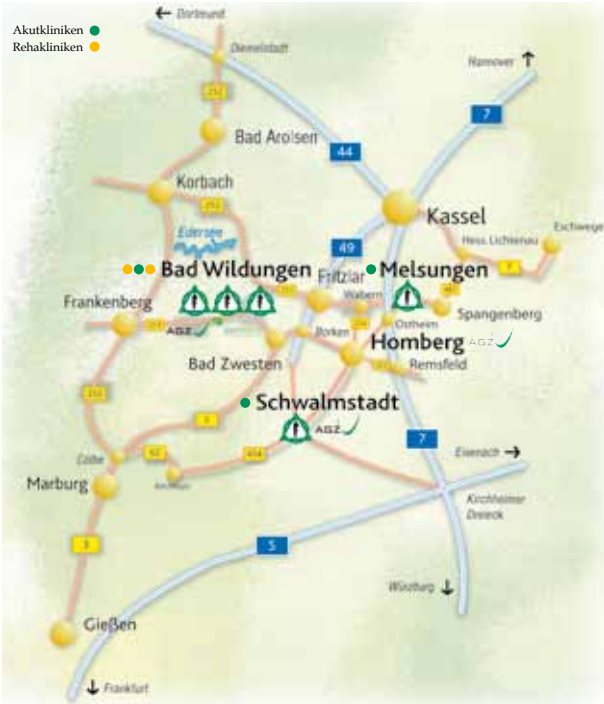 Dortmund
Akutkliniken
Rehakliniken
Diemelstadt
Hannover
252
7
Bad Arolsen
44
Korbach
252
Kassel
Eschwege
Edersee
49
Hess. Lichtenau
7
Bad Wildungen
Fritzlar
Melsungen
Wabern
Frankenberg
Spangenberg
AGZ
Ostheim
Borken
Homberg AGZ
Bad Zwesten
Remsfeld
Schwalmstadt
AGZ
3
7
Cölbe
62
454
Eisenach
Marburg
Kirchheimer
Dreieck
3
5
Würzburg
Gießen
Frankfurt